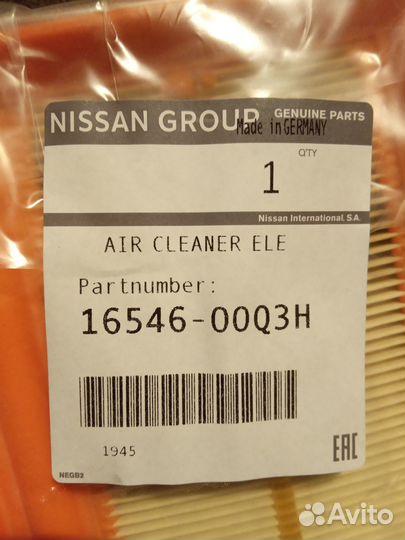 NISSAN GROUP GENUINE PARTS
Made in GERMANY
Q'TY
1
Nissan International, S.A.
AIR CLEANER ELE
Partnumber:
16546-00Q3H
1945
NEGB2
EAC
Avito